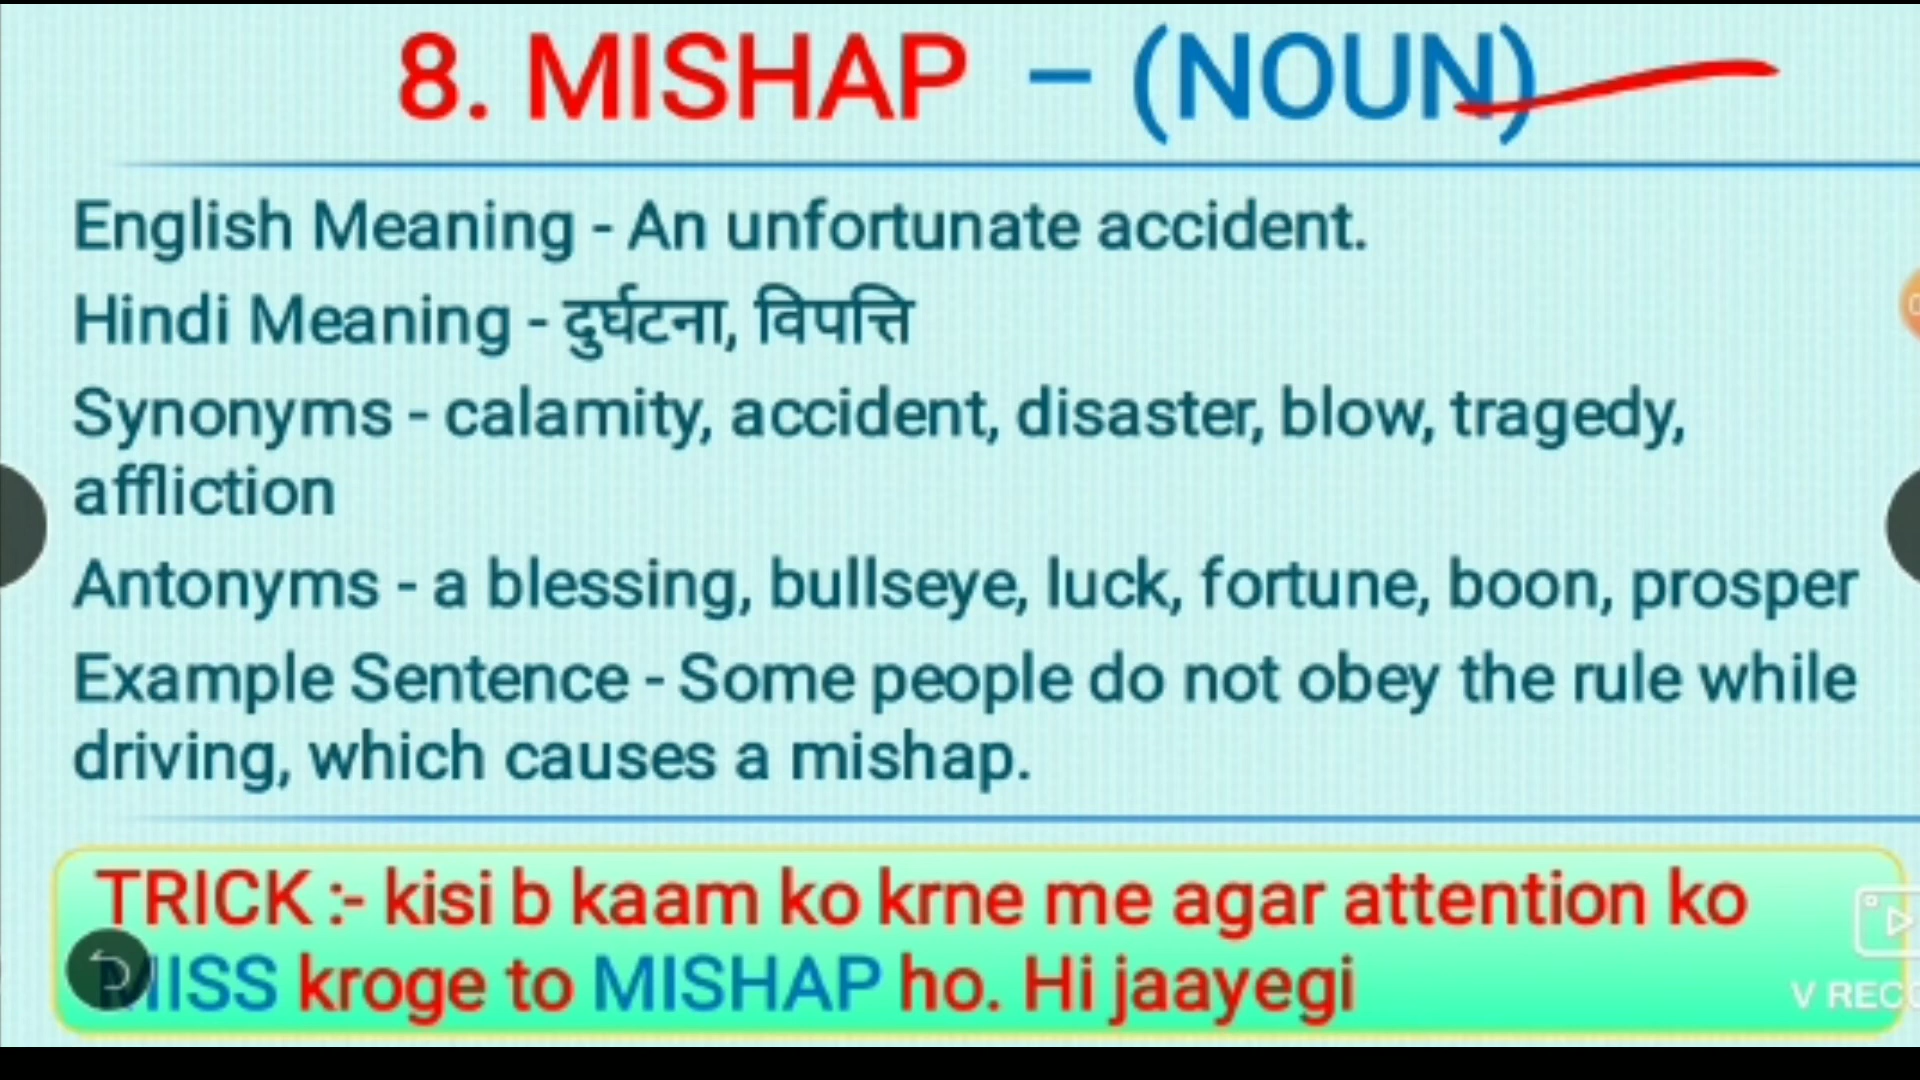 8. MISHAP – (NOUN)
English Meaning - An unfortunate accident.
Hindi Meaning - दुर्घटना, विपत्ति
Synonyms - calamity, accident, disaster, blow, tragedy,
affliction
Antonyms - a blessing, bullseye, luck, fortune, boon, prosper
Example Sentence - Some people do not obey the rule while
driving, which causes a mishap.
TRICK :- kisi b kaam ko krne me agar attention ko
MISS kroge to MISHAP ho. Hi jaayegi
V REC